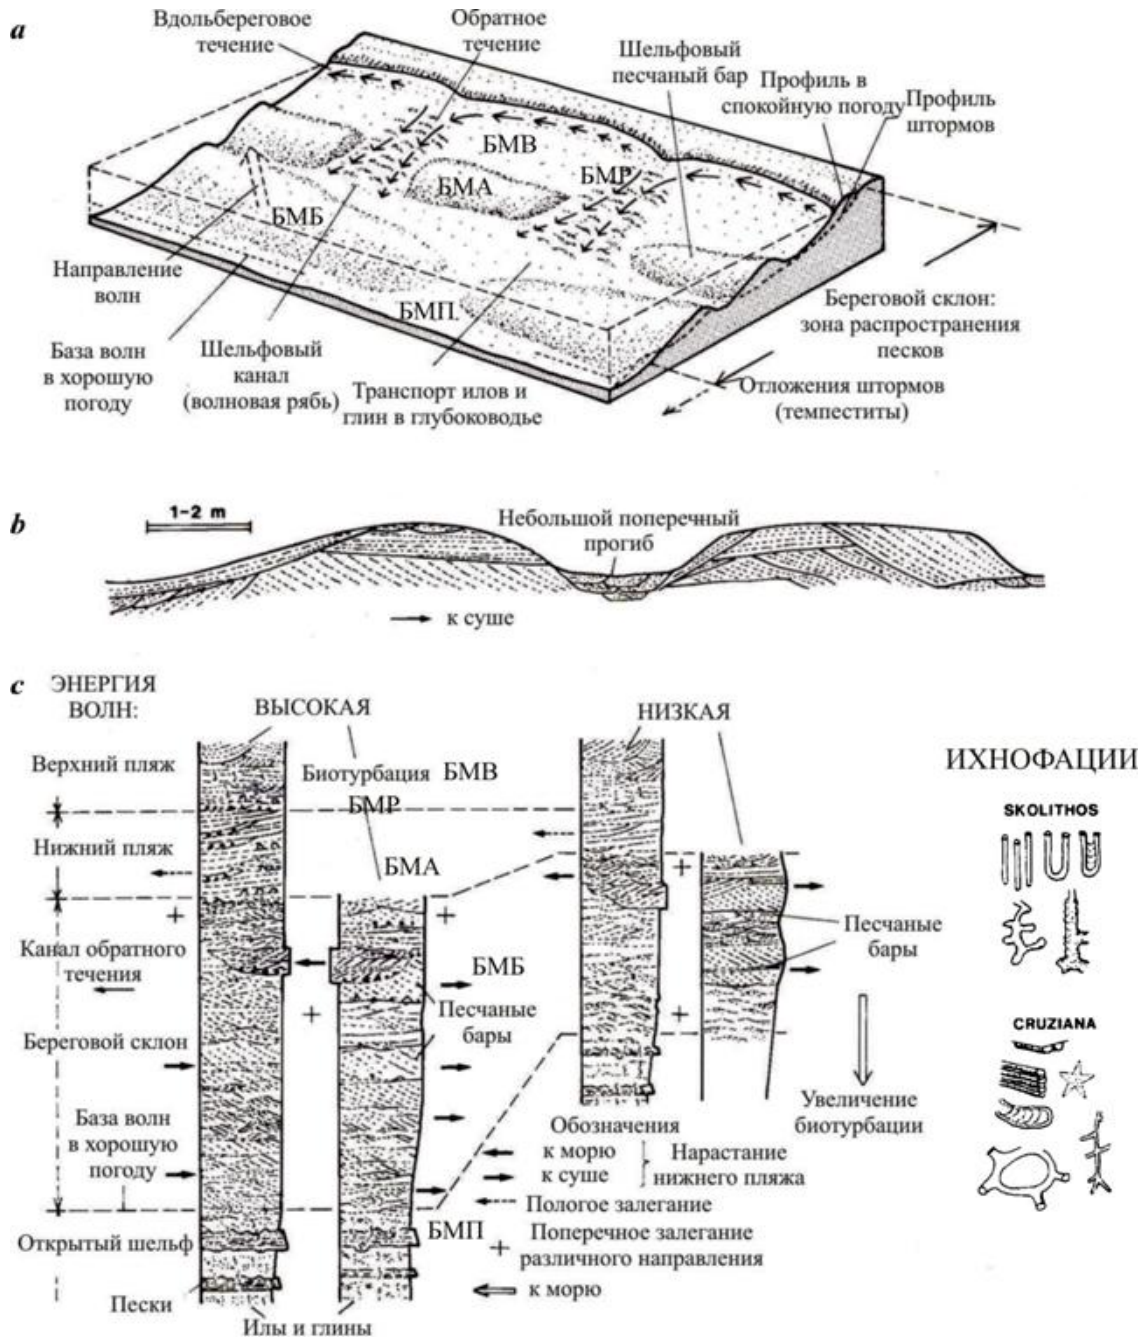 a
Вдольбереговое
течение
Обратное
течение
Шельфовый
песчаный бар
Профиль в
спокойную погоду
Профиль
штормов
БМВ
БМА
БМР
БМБ
БМП.
Направление
волн
База волн
в хорошую
погоду
Шельфовый
канал
(волновая рябь)
Транспорт илов и
глин в глубоководье
Береговой склон:
зона распространения
песков
Отложения штормов
(темпеститы)
b
1–2 m
Небольшой поперечный
прогиб
к суше
c
ЭНЕРГИЯ
ВОЛН:
ВЫСОКАЯ
НИЗКАЯ
Верхний пляж
Биотурбация
БМВ
БМР
Нижний пляж
БМА
Канал обратного
течения
БМБ
Песчаные
бары
Песчаные
бары
Береговой склон
База волн
в хорошую
погоду
Увеличение
биотурбации
Открытый шельф
БМП
Пески
Илы и глины
Обозначения
к морю
к суше
Нарастание
нижнего пляжа
Пологое залегание
+ Поперечное залегание
различного направления
к морю
ИХНОФАЦИИ
SKOLITHOS
CRUZIANA